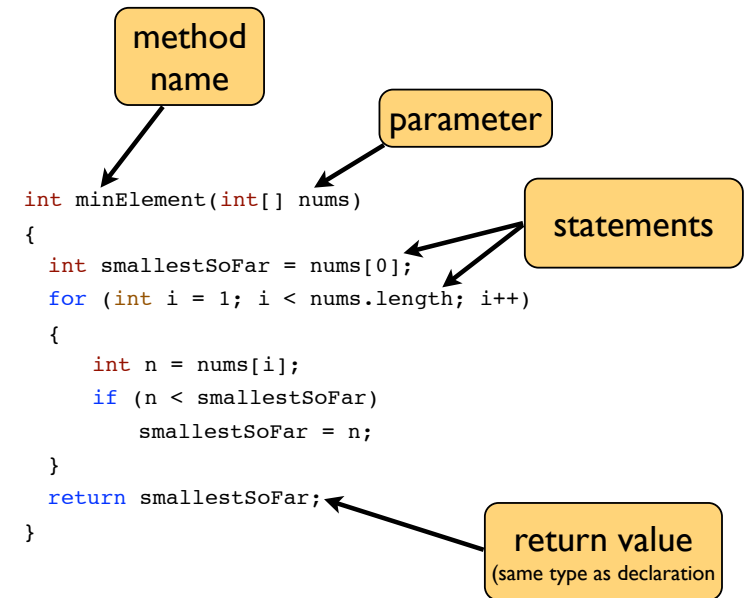 method
name
parameter
int minElement(int[] nums)
{
statements
int smallestSoFar = nums[0];
for (int i = 1; i < nums.length; i++)
{
int n = nums[i];
if (n < smallestSoFar)
smallestSoFar = n;
}
return smallestSoFar;
}
return value
(same type as declaration